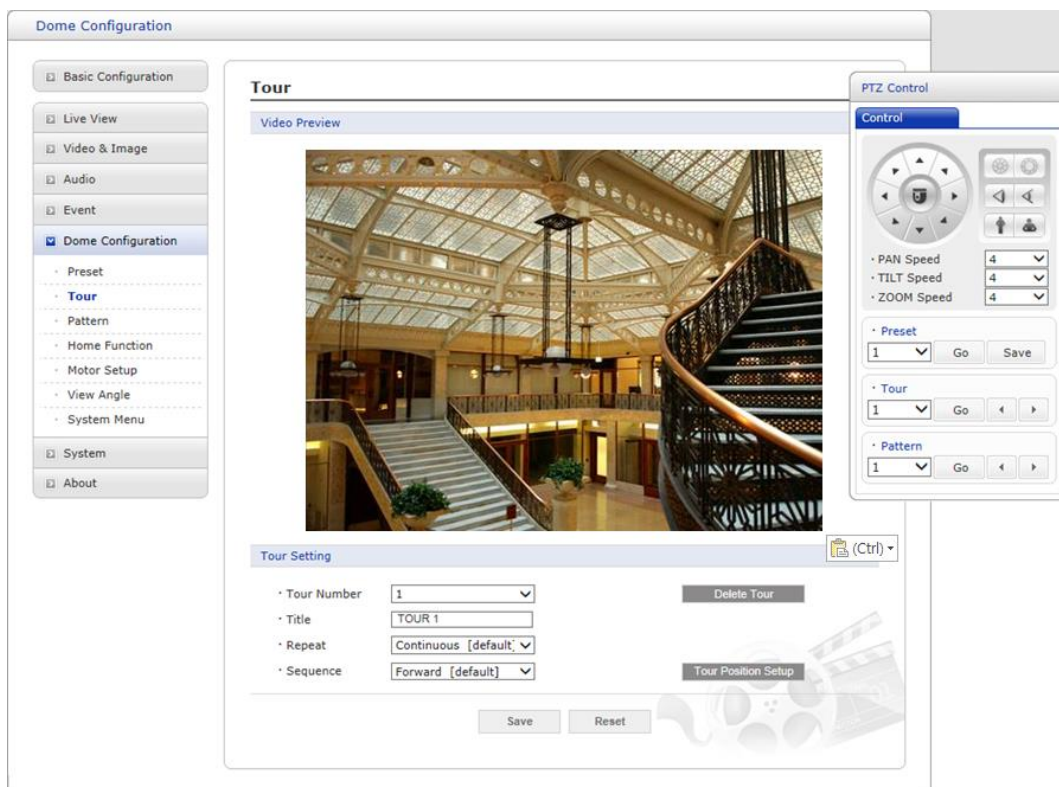 Dome Configuration
Basic Configuration
Live View
Video & Image
Audio
Event
Dome Configuration
Preset
Tour
Pattern
Home Function
Motor Setup
View Angle
System Menu
System
About
Tour
Video Preview
(Ctrl)
Tour Setting
Tour Number 1 Delete Tour
Title TOUR 1
Repeat Continuous [default]
Sequence Forward [default] Tour Position Setup
Save Reset
PTZ Control
Control
PAN Speed 4
TILT Speed 4
ZOOM Speed 4
Preset
1 Go Save
Tour
1 Go
Pattern
1 Go